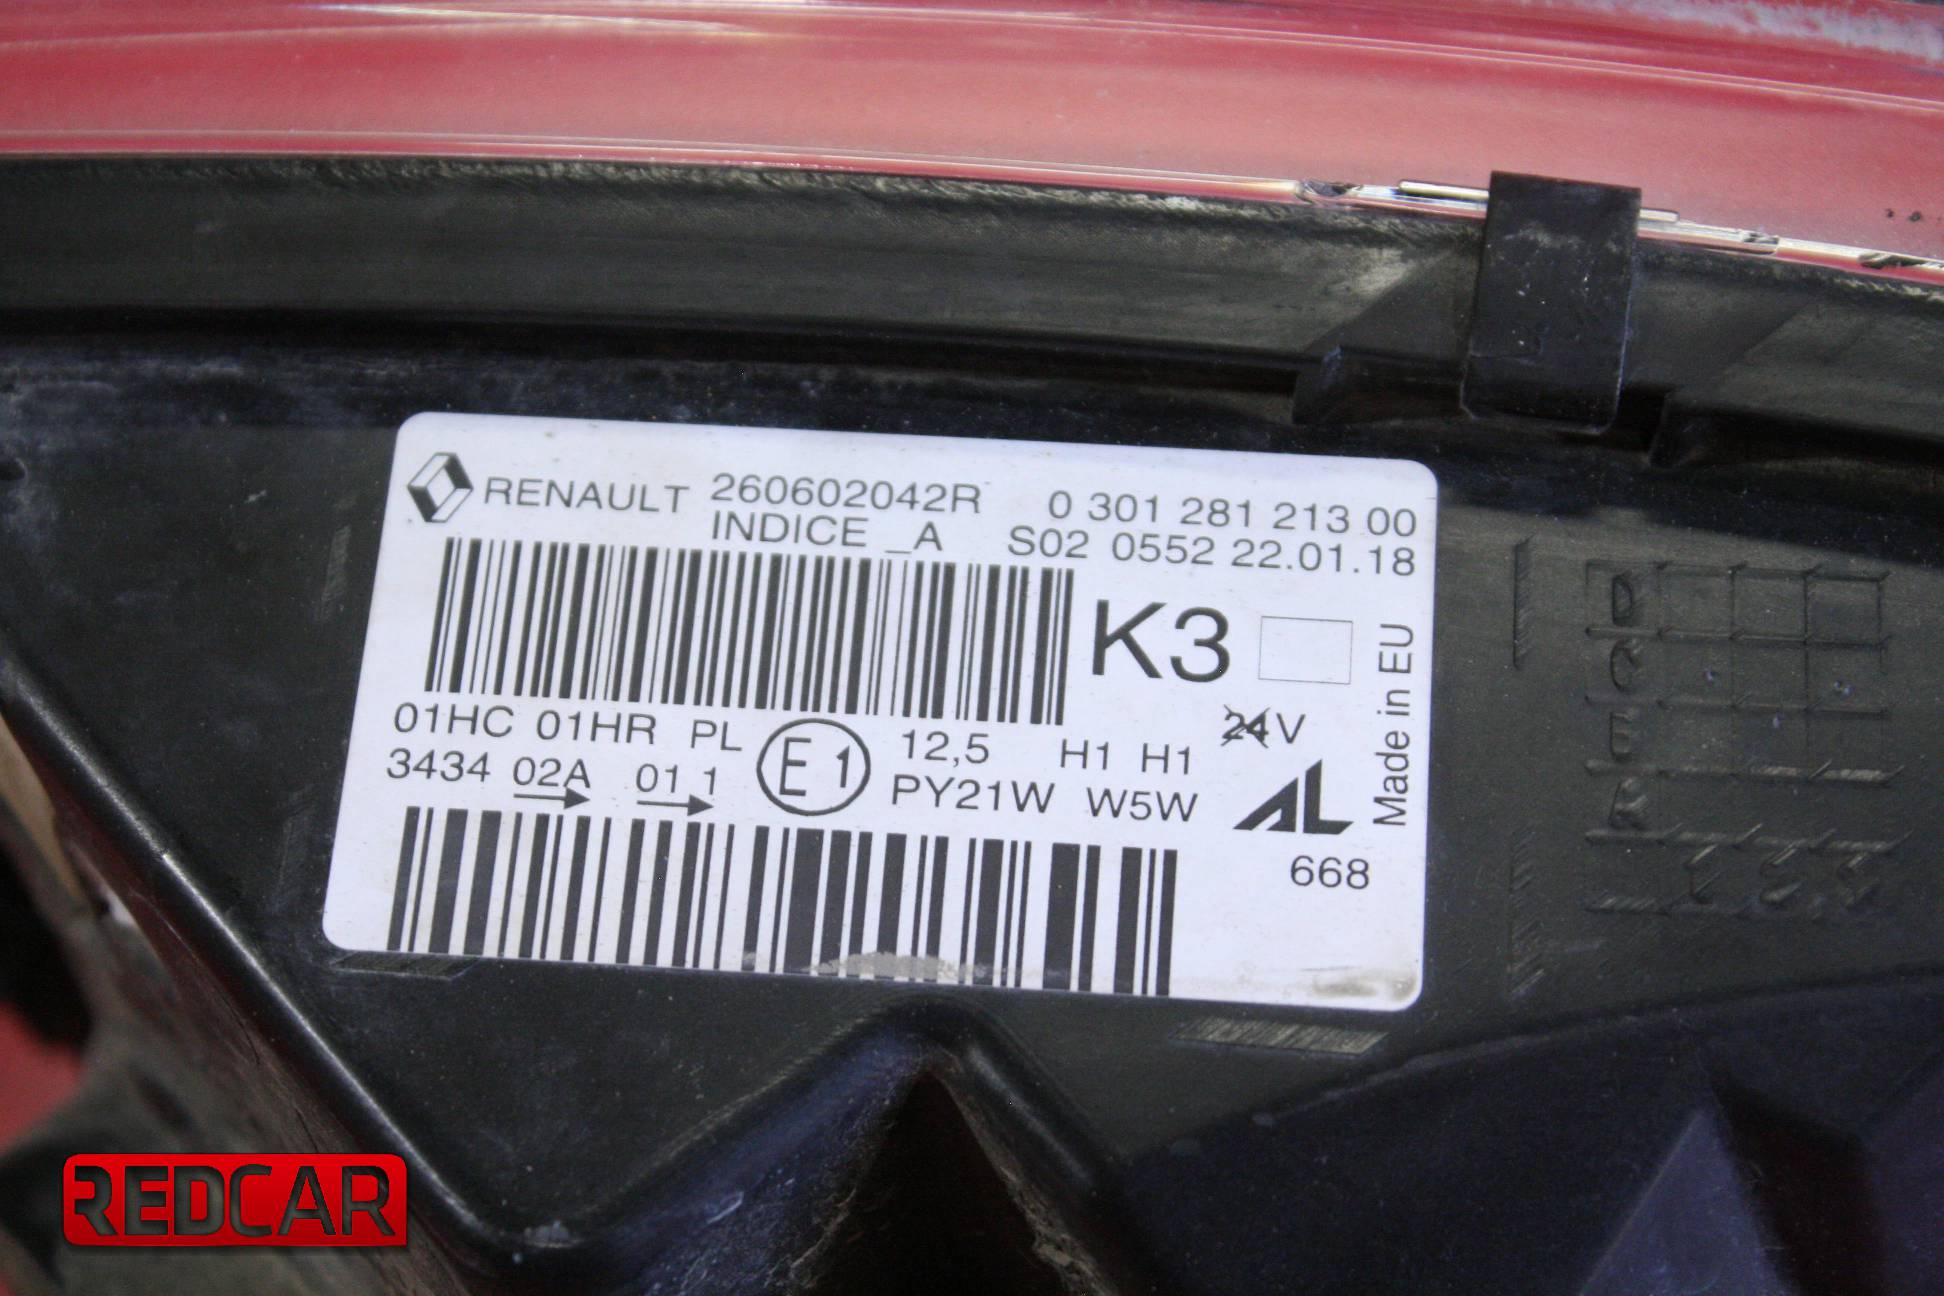 RENAULT 260602042R 0 301 281 213 00
INDICE _A S02 0552 22.01.18
K3
24V
Made in EU
01HC 01HR PL E1 12,5 H1 H1
3434 02A 01 1 PY21W W5W
AL
668
REDCAR